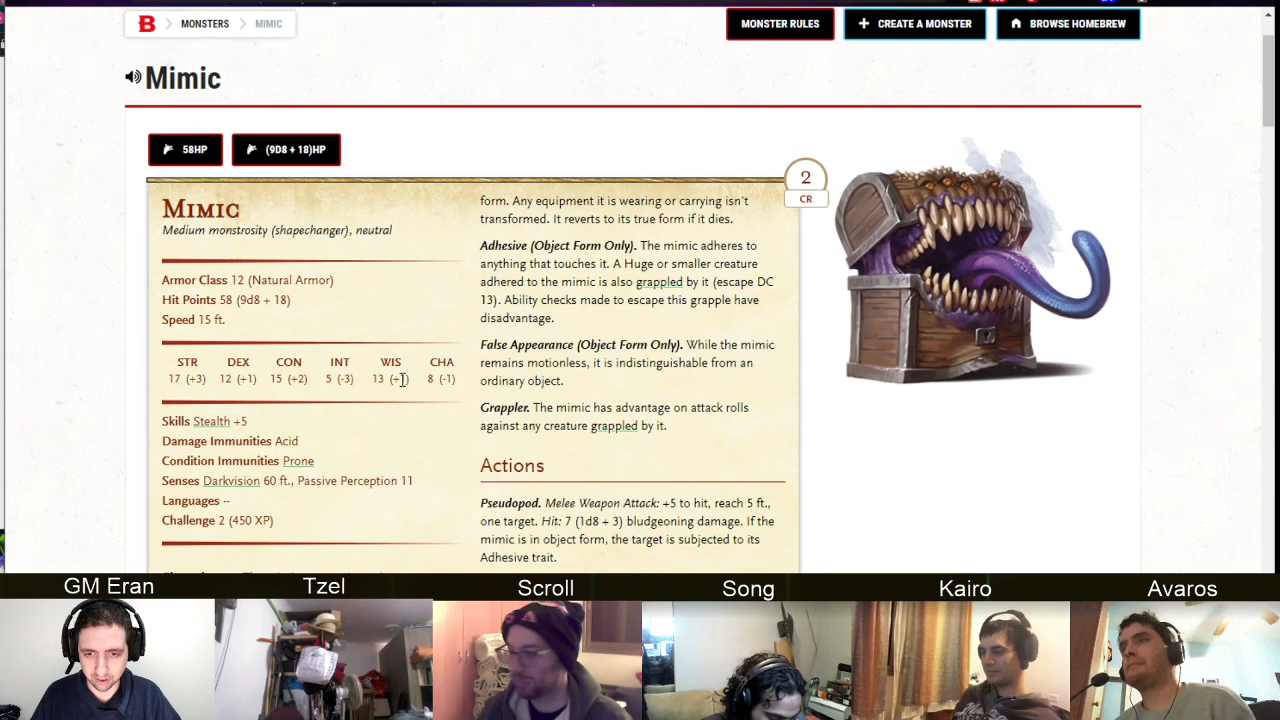 B MONSTERS MIMIC
MONSTER RULES
CREATE A MONSTER
BROWSE HOMEBREW
Mimic
58HP
(9D8 + 18)HP
2
CR
Mimic
Medium monstrosity (shapechanger), neutral
Armor Class 12 (Natural Armor)
Hit Points 58 (9d8 + 18)
Speed 15 ft.
STR DEX CON INT WIS CHA
17 (+3) 12 (+1) 15 (+2) 5 (-3) 13 8 (-1)
Skills Stealth +5
Damage Immunities Acid
Condition Immunities Prone
Senses Darkvision 60 ft., Passive Perception 11
Languages --
Challenge 2 (450 XP)
form. Any equipment it is wearing or carrying isn't
transformed. It reverts to its true form if it dies.
Adhesive (Object Form Only). The mimic adheres to
anything that touches it. A Huge or smaller creature
adhered to the mimic is also grappled by it (escape DC
13). Ability checks made to escape this grapple have
disadvantage.
False Appearance (Object Form Only). While the mimic
remains motionless, it is indistinguishable from an
ordinary object.
Grappler. The mimic has advantage on attack rolls
against any creature grappled by it.
Actions
Pseudopod. Melee Weapon Attack: +5 to hit, reach 5 ft.,
one target. Hit: 7 (1d8 + 3) bludgeoning damage. If the
mimic is in object form, the target is subjected to its
Adhesive trait.
GM Eran
Tzel
Scroll
Song
Kairo
Avaros